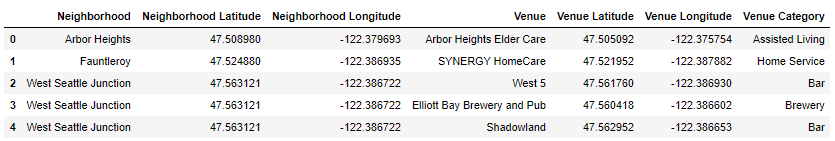 Neighborhood Neighborhood Latitude Neighborhood Longitude Venue Venue Latitude Venue Longitude Venue Category
0 Arbor Heights 47.508980 -122.379693 Arbor Heights Elder Care 47.505092 -122.375754 Assisted Living
1 Fauntleroy 47.524880 -122.386935 SYNERGY HomeCare 47.521952 -122.387882 Home Service
2 West Seattle Junction 47.563121 -122.386722 West 5 47.561760 -122.386930 Bar
3 West Seattle Junction 47.563121 -122.386722 Elliott Bay Brewery and Pub 47.560418 -122.386602 Brewery
4 West Seattle Junction 47.563121 -122.386722 Shadowland 47.562952 -122.386653 Bar